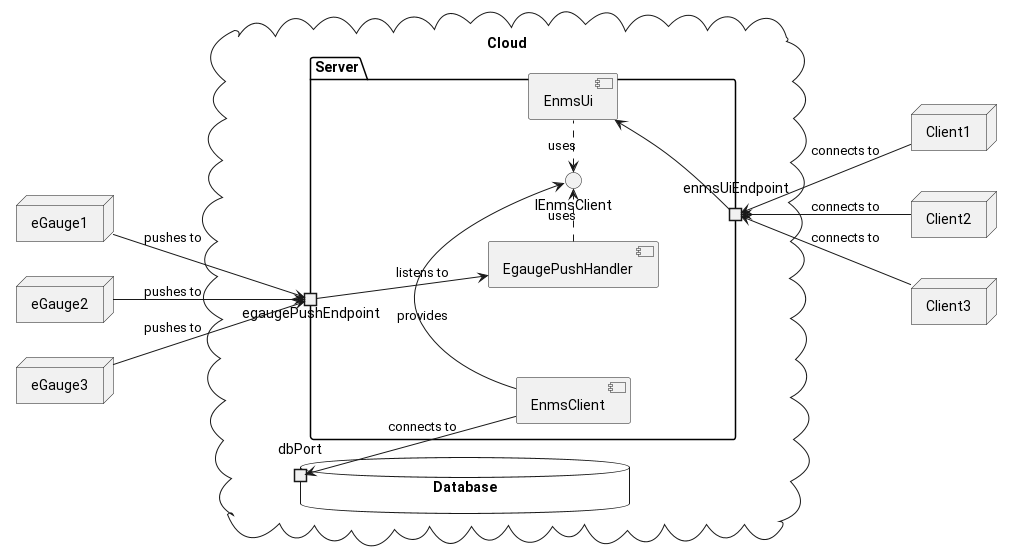 Cloud
Server
EnmsUi
Client1
connects to
uses
eGauge1
enmsUiEndpoint
IEnmsClient
connects to
Client2
uses
pushes to
connects to
EgaugePushHandler
listens to
eGauge2
pushes to
egaugePushEndpoint
provides
Client3
pushes to
eGauge3
EnmsClient
connects to
dbPort
Database